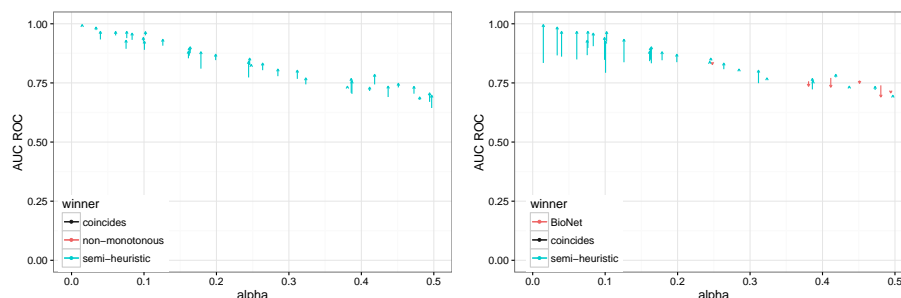 1.00
0.75
0.50
0.25
0.00
AUC ROC
winner
coincides
non−monotonous
semi−heuristic
0.0 0.1 0.2 0.3 0.4 0.5
alpha
1.00
0.75
0.50
0.25
0.00
AUC ROC
winner
BioNet
coincides
semi−heuristic
0.0 0.1 0.2 0.3 0.4 0.5
alpha